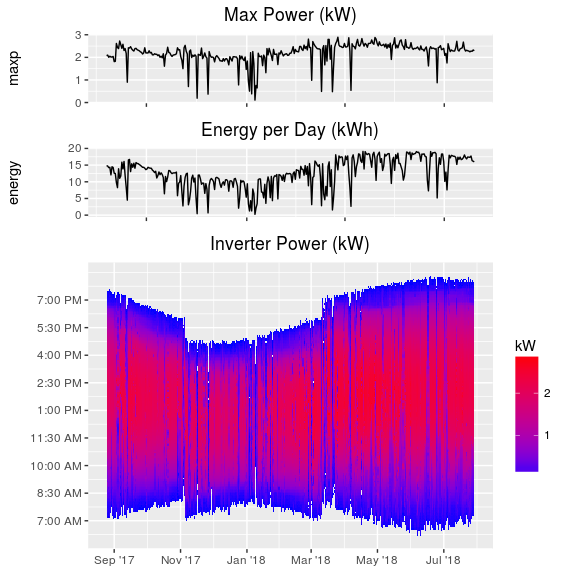 Max Power (kW)
maxp
3
2
1
0
Energy per Day (kWh)
energy
20
15
10
5
0
Inverter Power (kW)
7:00 PM
5:30 PM
4:00 PM
2:30 PM
1:00 PM
11:30 AM
10:00 AM
8:30 AM
7:00 AM
Sep '17 Nov '17 Jan '18 Mar '18 May '18 Jul '18
kW
2
1